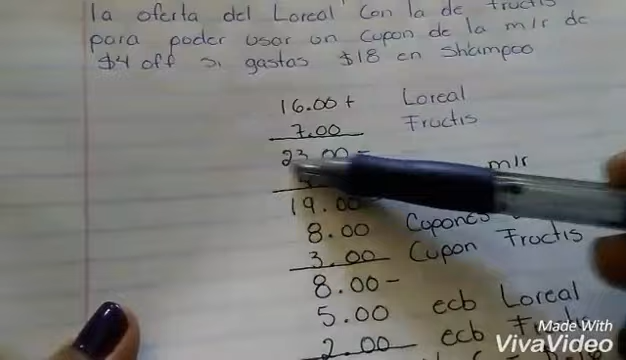 la oferta del Loreal con la de fructis
para poder usar un Cupon de la m/r de
$4 off si gastas $18 en Shampoo
16.00+ Loreal
7.00 Fructis
23.00-
m/r
19.00
8.00 Cupones
3.00 Cupon Fructis
8.00-
5.00 ecb Loreal
2.00 ecb
Made With
VivaVideo